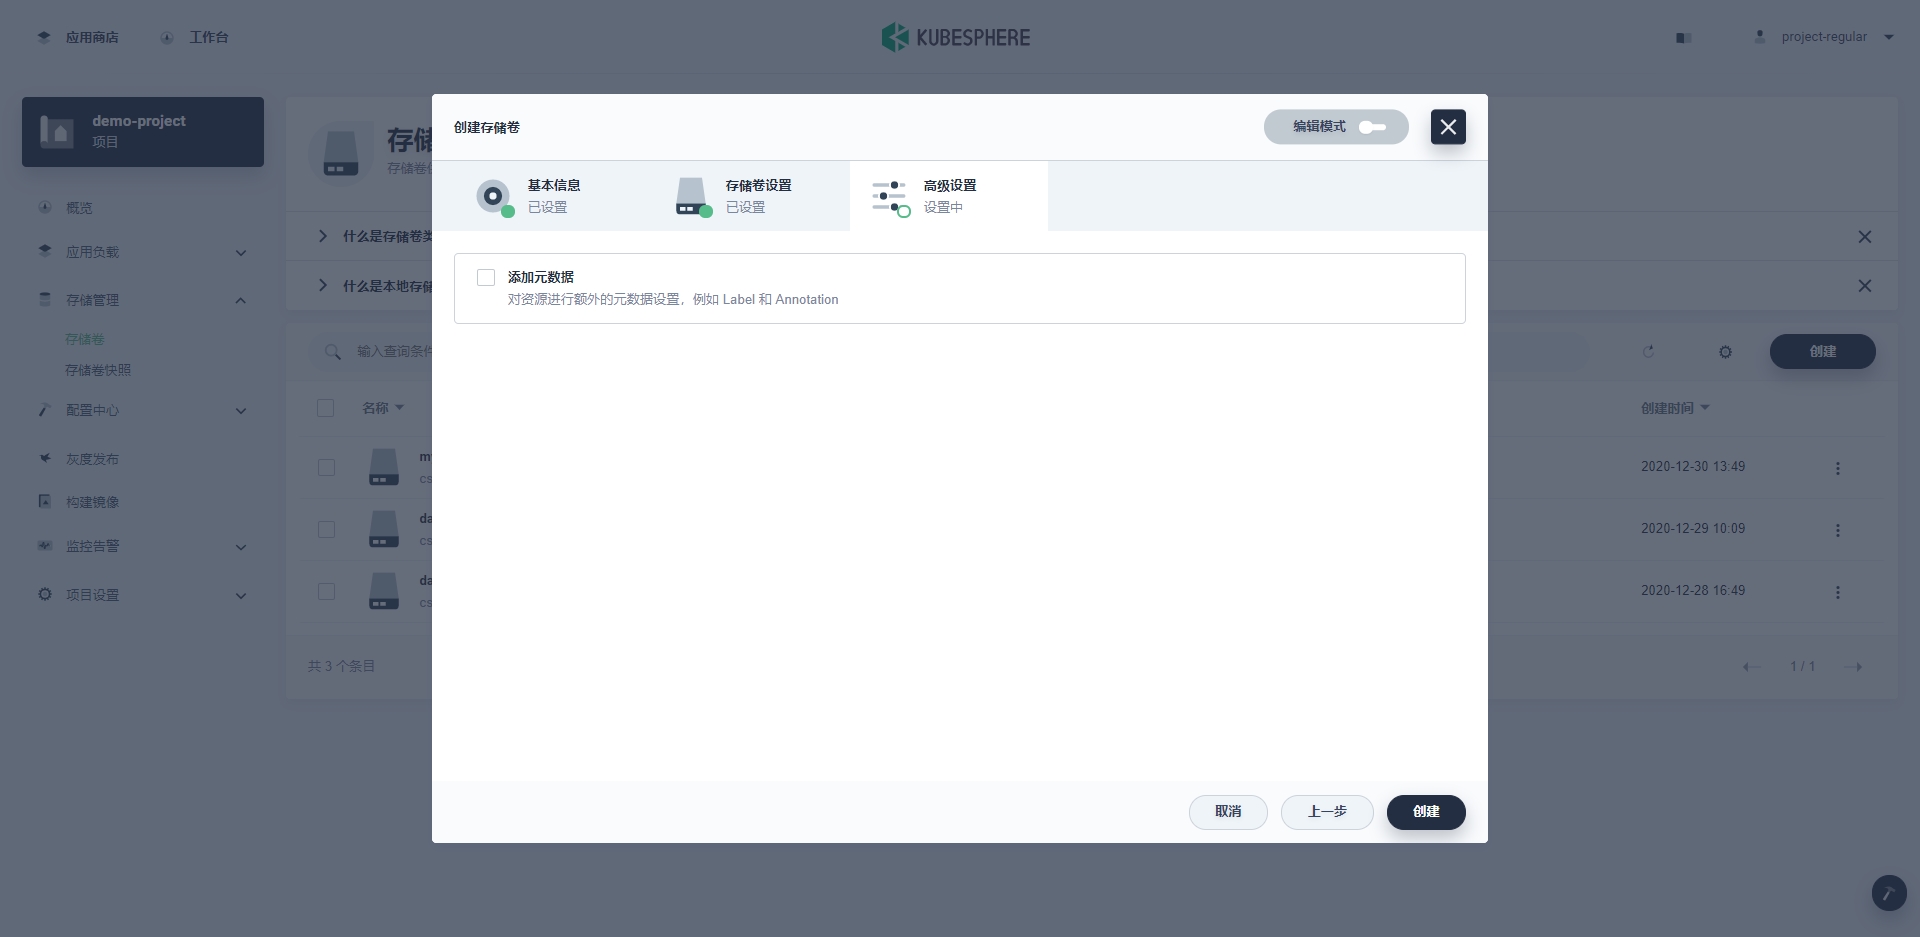 应用商店
工作台
KUBESPHERE
project-regular
demo-project
项目
概览
应用负载
存储管理
存储卷
存储卷快照
配置中心
灰度发布
构建镜像
监控告警
项目设置
存储
存储卷
什么是存储卷类
什么是本地存储
输入查询条件
创建
名称
创建时间
2020-12-30 13:49
da
cs
2020-12-29 10:09
da
cs
2020-12-28 16:49
共 3 个条目
1 / 1
创建存储卷
编辑模式
基本信息
已设置
存储卷设置
已设置
高级设置
设置中
添加元数据
对资源进行额外的元数据设置，例如 Label 和 Annotation
取消
上一步
创建